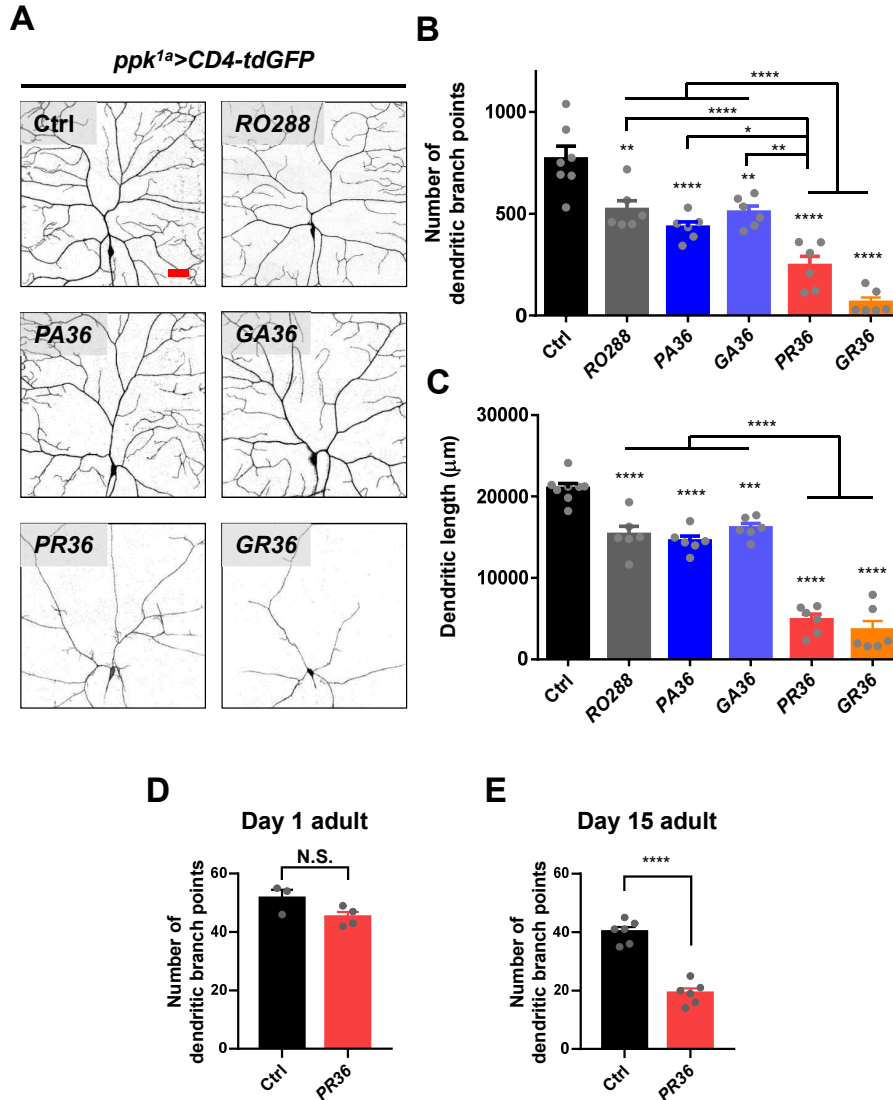 A
ppk1a>CD4-tdGFP
Ctrl
RO288
PA36
GA36
PR36
GR36
B
Number of
dendritic branch points
1000
500
0
****
****
*
**
**
****
**
****
****
Ctrl
RO288
PA36
GA36
PR36
GR36
C
Dendritic length (μm)
30000
20000
10000
0
****
****
****
***
****
****
Ctrl
RO288
PA36
GA36
PR36
GR36
D
Day 1 adult
Number of
dendritic branch points
60
40
20
0
N.S.
Ctrl
PR36
E
Day 15 adult
Number of
dendritic branch points
60
40
20
0
****
Ctrl
PR36